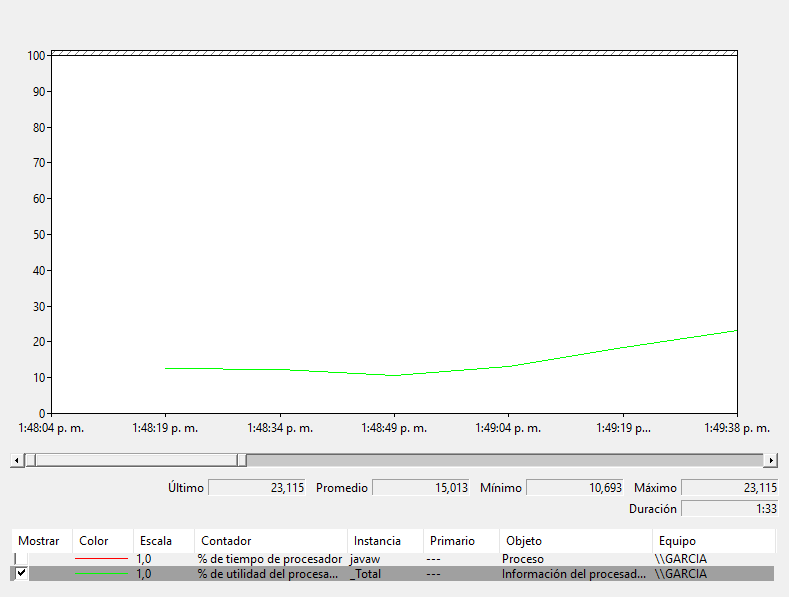 100
90
80
70
60
50
40
30
20
10
0
1:48:04 p. m. 1:48:19 p. m. 1:48:34 p. m. 1:48:49 p. m. 1:49:04 p. m. 1:49:19 p... 1:49:38 p. m.
Último 23,115 Promedio 15,013 Mínimo 10,693 Máximo 23,115
Duración 1:33
Mostrar Color Escala Contador Instancia Primario Objeto Equipo
1,0 % de tiempo de procesador javaw --- Proceso \\GARCIA
1,0 % de utilidad del procesa... _Total --- Información del procesad... \\GARCIA